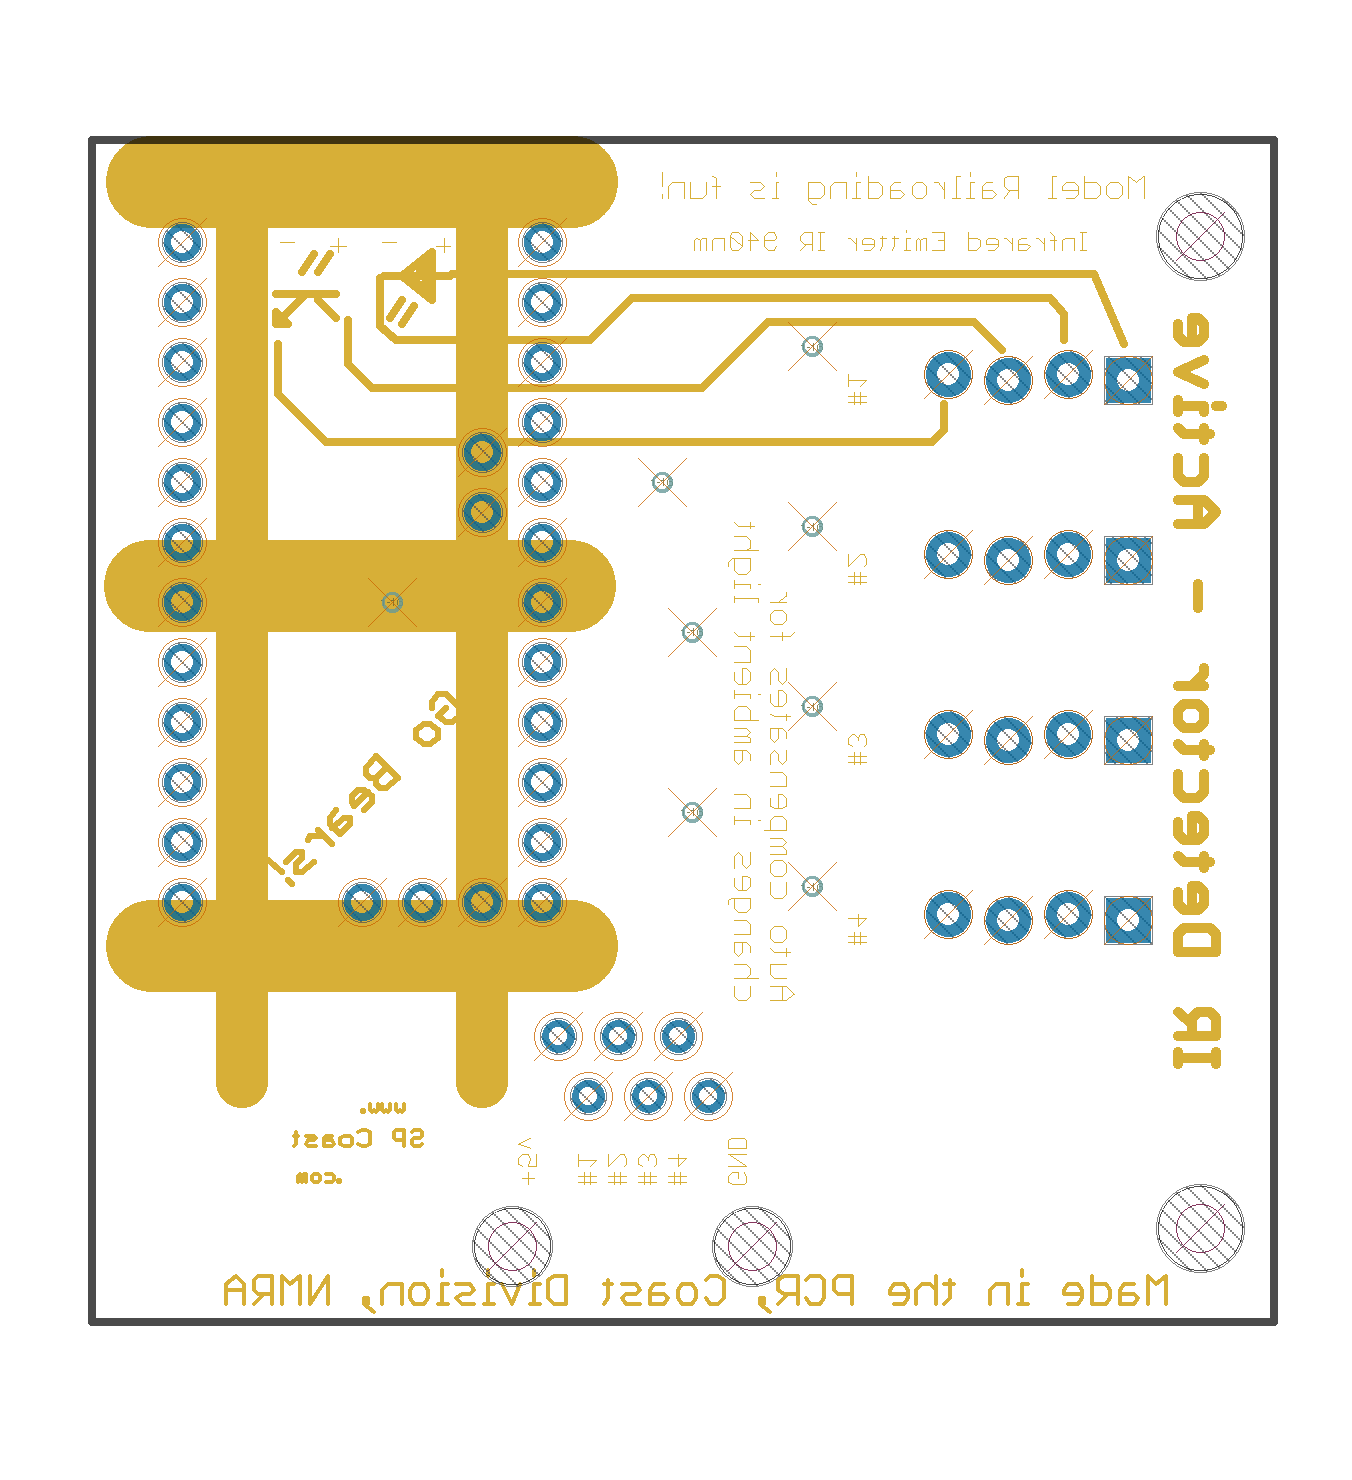 Model Railroading is fun!
Infrared Emitter IR 940nm
- + - +
#1
#2
#3
#4
Auto compensates for
changes in ambient light
IR Detector - Active
Go Bears!
www.
SP Coast
.com
+5v
#1
#2
#3
#4
GND
Made in the PCR, Coast Division, NMRA